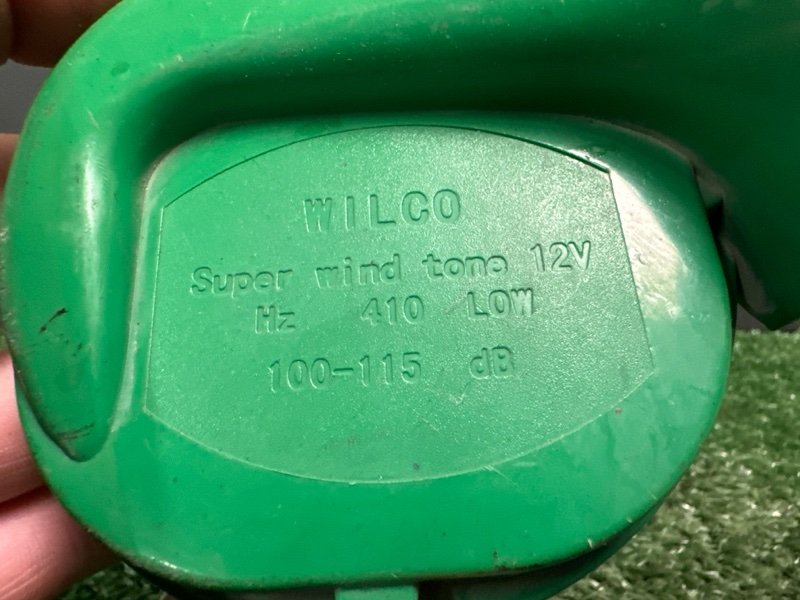 WILCO
Super wind tone 12V
Hz 410 LOW
100-115 dB